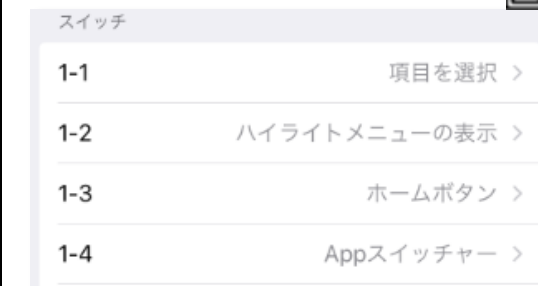 スイッチ
1-1 項目を選択 >
1-2 ハイライトメニューの表示 >
1-3 ホームボタン >
1-4 Appスイッチャー >